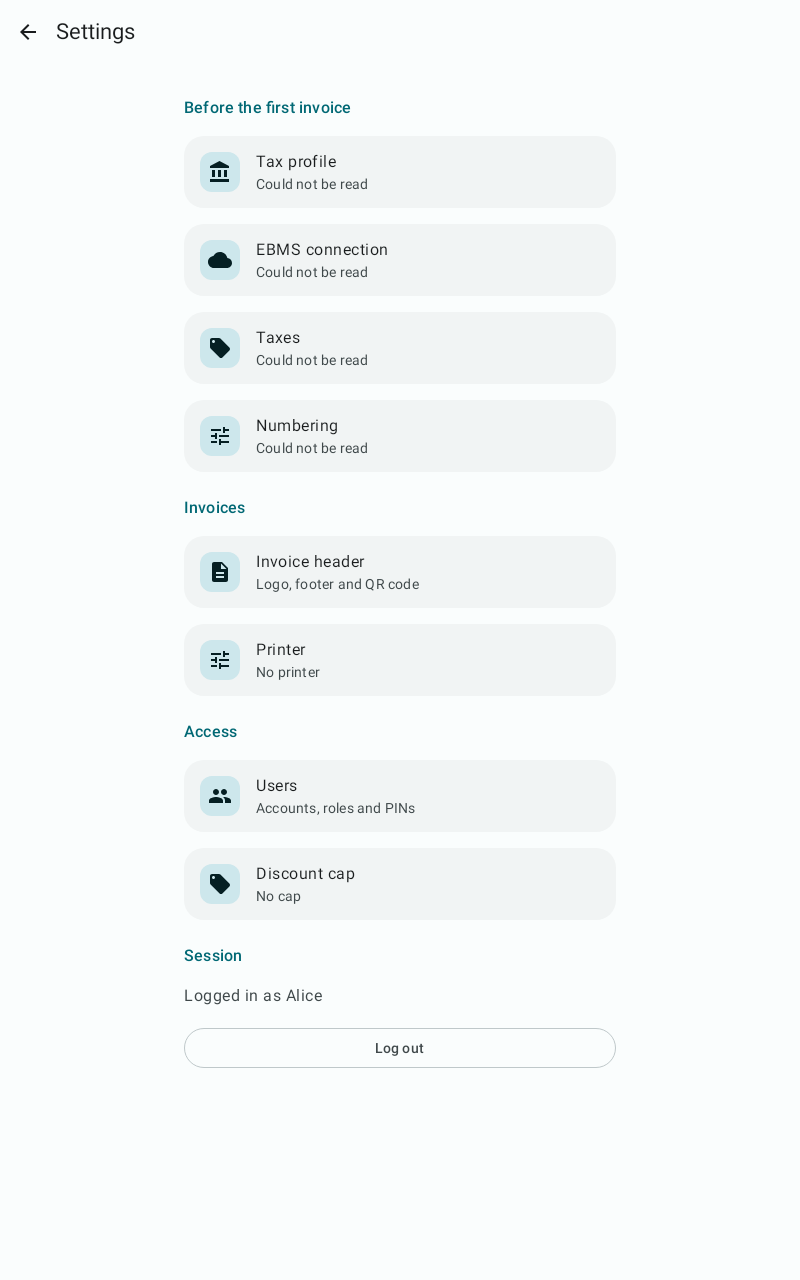 Settings
Before the first invoice
Tax profile
Could not be read
EBMS connection
Could not be read
Taxes
Could not be read
Numbering
Could not be read
Invoices
Invoice header
Logo, footer and QR code
Printer
No printer
Access
Users
Accounts, roles and PINs
Discount cap
No cap
Session
Logged in as Alice
Log out